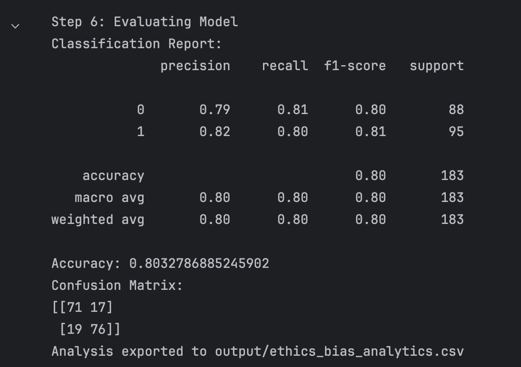 Step 6: Evaluating Model
Classification Report:
              precision    recall  f1-score   support

           0       0.79      0.81      0.80        88
           1       0.82      0.80      0.81        95

    accuracy                           0.80       183
   macro avg       0.80      0.80      0.80       183
weighted avg       0.80      0.80      0.80       183

Accuracy: 0.8032786885245902
Confusion Matrix:
[[71 17]
 [19 76]]
Analysis exported to output/ethics_bias_analytics.csv